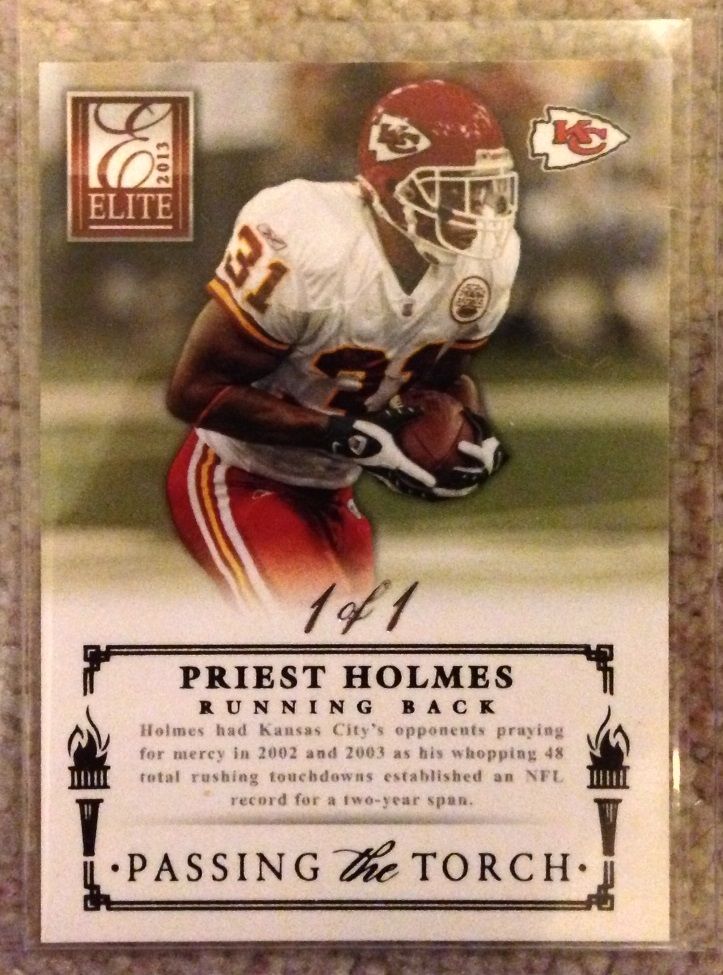 E
2013
ELITE
KC
KC
31
31
1 of 1
PRIEST HOLMES
RUNNING BACK
Holmes had Kansas City's opponents praying
for mercy in 2002 and 2003 as his whopping 48
total rushing touchdowns established an NFL
record for a two-year span.
·PASSING the TORCH·